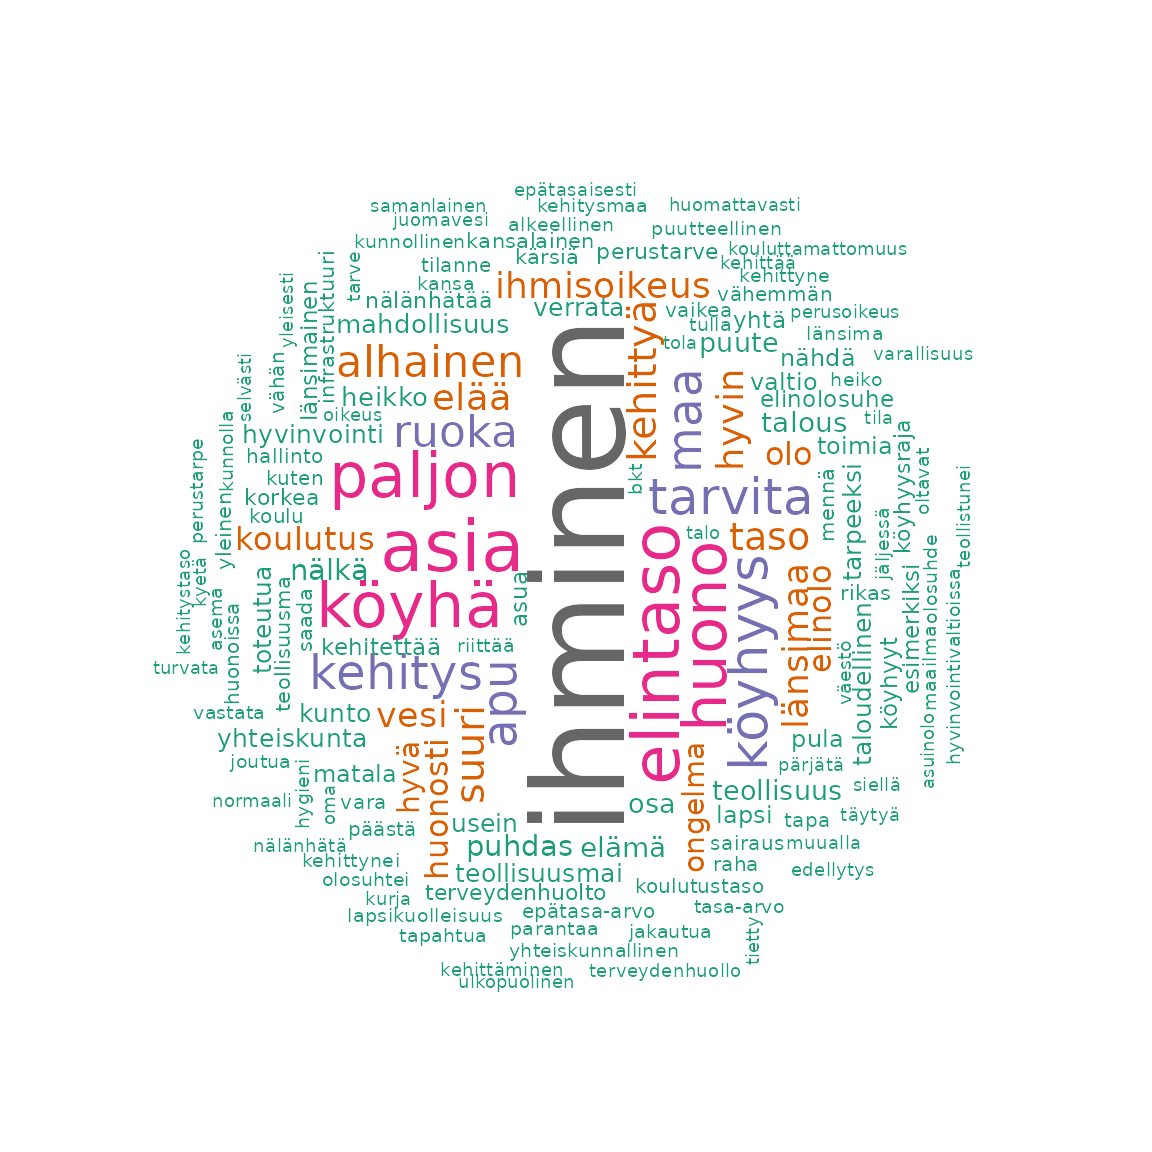 epätasaisesti
samanlainen
kehitysmaa
huomattavasti
juomavesi
alkeellinen
puutteellinen
kunnollinen
kansalainen
kärsiä
perustarve
kouluttamattomuus
tilanne
kehittää
kansa
ihmisoikeus
kehittyne
tarve
nälänhätää
verrata
vähemmän
yleisesti
infrastruktuuri
länsimainen
mahdollisuus
vaikea
tulla
yhtä
perusoikeus
tola
puute
länsima
alhainen
kehittyä
nähdä
varallisuus
selvästi
vähän
heikko
elää
ihminen
maa
hyvin
valtio
heiko
elinolosuhe
oikeus
kunnolla
hyvinvointi
ruoka
talous
tila
hallinto
paljon
olo
toimia
köyhyysraja
perustarpe
kuten
bkt
tarvita
mennä
tarpeeksi
oltavat
teollistunei
yleinen
korkea
koulu
koulutus
asia
talo
taso
jäljessä
kehitystaso
kyetä
nälkä
köyhä
asua
elintaso
huono
köyhyys
länsimaa
elinolo
rikas
esimerkiksi
maailmaolosuhde
hyvinvointivaltioissa
asema
huonoissa
toteutua
teollisuusma
saada
kehitettää
riittää
väestö
taloudellinen
köyhyyt
turvata
kehitys
apu
asuinolo
vastata
kunto
vesi
suuri
yhteiskunta
pula
joutua
hygieni
matala
hyvä
huonosti
ongelma
pärjätä
siellä
normaali
oma
vara
osa
teollisuus
lapsi
tapa
täytyä
päästä
usein
nälänhätä
puhdas
elämä
sairaus
muualla
kehittynei
raha
edellytys
olosuhtei
teollisuusmai
kurja
terveydenhuolto
koulutustaso
lapsikuolleisuus
epätasa-arvo
tasa-arvo
tapahtua
parantaa
jakautua
tietty
yhteiskunnallinen
kehittäminen
terveydenhuollo
ulkopuolinen